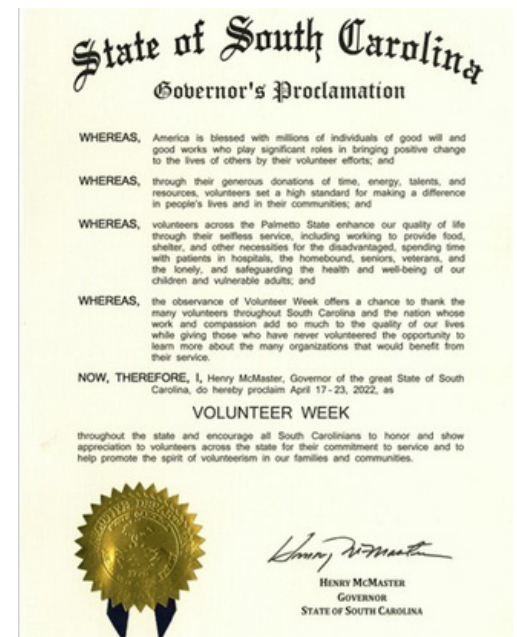 State of South Carolina
Governor's Proclamation
WHEREAS, America is blessed with millions of individuals of good will and
good works who play significant roles in bringing positive change
to the lives of others by their volunteer efforts; and
WHEREAS, through their generous donations of time, energy, talents, and
resources, volunteers set a high standard for making a difference
in people's lives and in their communities; and
WHEREAS, volunteers across the Palmetto State enhance our quality of life
through their selfless service, including working to provide food,
shelter, and other necessities for the disadvantaged, spending time
with patients in hospitals, the homebound, seniors, veterans, and
the lonely, and safeguarding the health and well-being of our
children and vulnerable adults; and
WHEREAS, the observance of Volunteer Week offers a chance to thank the
many volunteers throughout South Carolina and the nation whose
work and compassion add so much to the quality of our lives
while giving those who have never volunteered the opportunity to
learn more about the many organizations that would benefit from
their service.
NOW, THEREFORE, I, Henry McMaster, Governor of the great State of South
Carolina, do hereby proclaim April 17-23, 2022, as
VOLUNTEER WEEK
throughout the state and encourage all South Carolinians to honor and show
appreciation to volunteers across the state for their commitment to service and to
help promote the spirit of volunteerism in our families and communities.
Henry McMaster
HENRY MCMASTER
GOVERNOR
STATE OF SOUTH CAROLINA